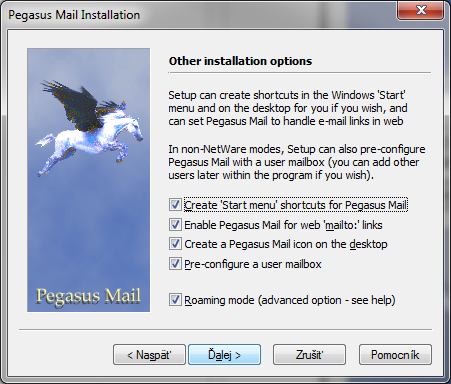 Pegasus Mail Installation
Other installation options
Setup can create shortcuts in the Windows 'Start'
menu and on the desktop for you if you wish, and
can set Pegasus Mail to handle e-mail links in web
In non-NetWare modes, Setup can also pre-configure
Pegasus Mail with a user mailbox (you can add other
users later within the program if you wish).
Create 'Start menu' shortcuts for Pegasus Mail
Enable Pegasus Mail for web 'mailto:' links
Create a Pegasus Mail icon on the desktop
Pre-configure a user mailbox
Pegasus Mail
Roaming mode (advanced option - see help)
< Naspäť
Ďalej >
Zrušiť
Pomocník